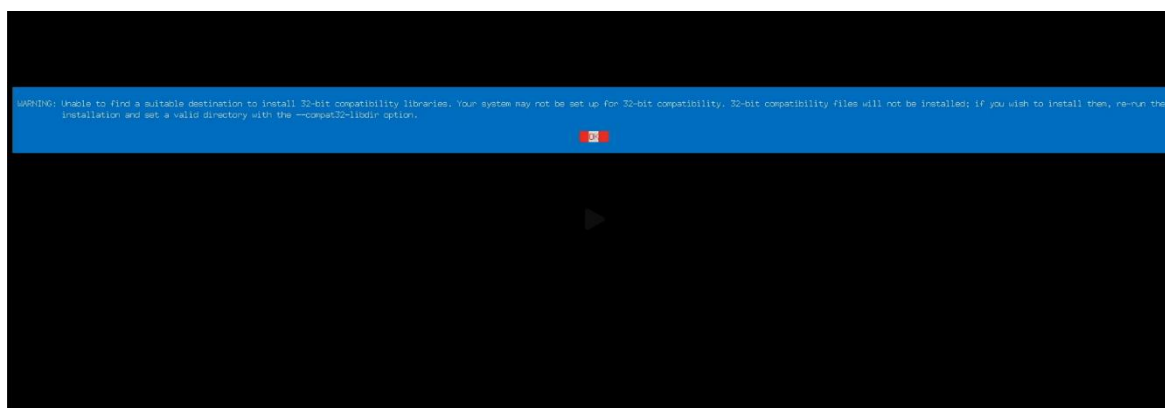 WARNING: Unable to find a suitable destination to install 32-bit compatibility libraries. Your system may not be set up for 32-bit compatibility. 32-bit compatibility files will not be installed; if you wish to install them, re-run the
installation and set a valid directory with the --compat32-libdir option.
OK